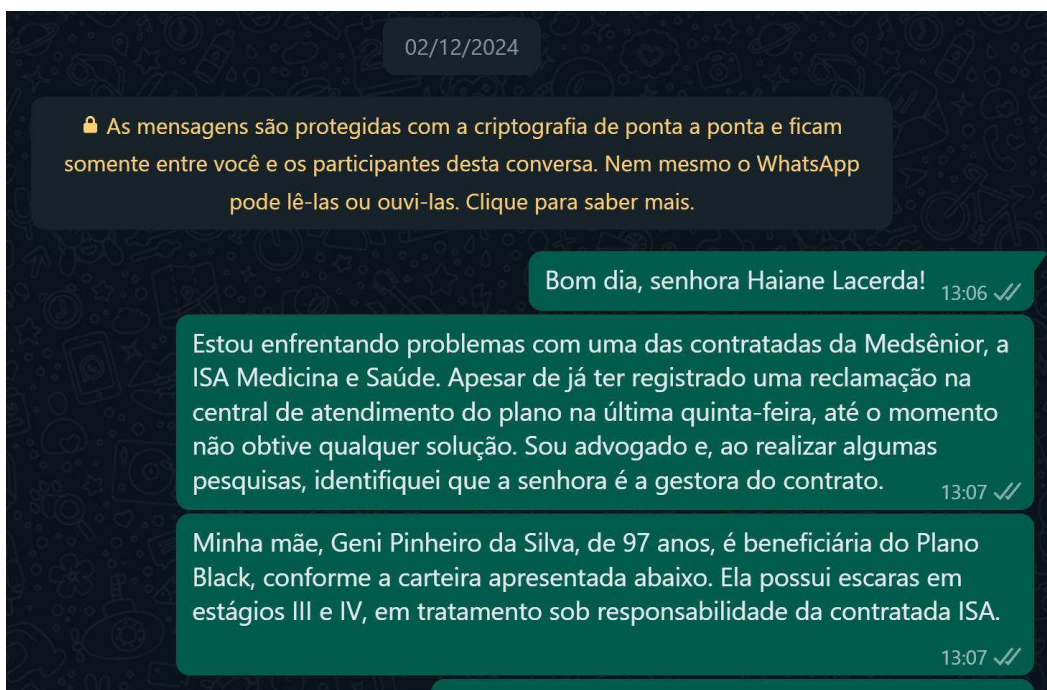 02/12/2024
As mensagens são protegidas com a criptografia de ponta a ponta e ficam
somente entre você e os participantes desta conversa. Nem mesmo o WhatsApp
pode lê-las ou ouvi-las. Clique para saber mais.
Bom dia, senhora Haiane Lacerda!
13:06
Estou enfrentando problemas com uma das contratadas da Medsênior, a
ISA Medicina e Saúde. Apesar de já ter registrado uma reclamação na
central de atendimento do plano na última quinta-feira, até o momento
não obtive qualquer solução. Sou advogado e, ao realizar algumas
pesquisas, identifiquei que a senhora é a gestora do contrato.
13:07
Minha mãe, Geni Pinheiro da Silva, de 97 anos, é beneficiária do Plano
Black, conforme a carteira apresentada abaixo. Ela possui escaras em
estágios III e IV, em tratamento sob responsabilidade da contratada ISA.
13:07